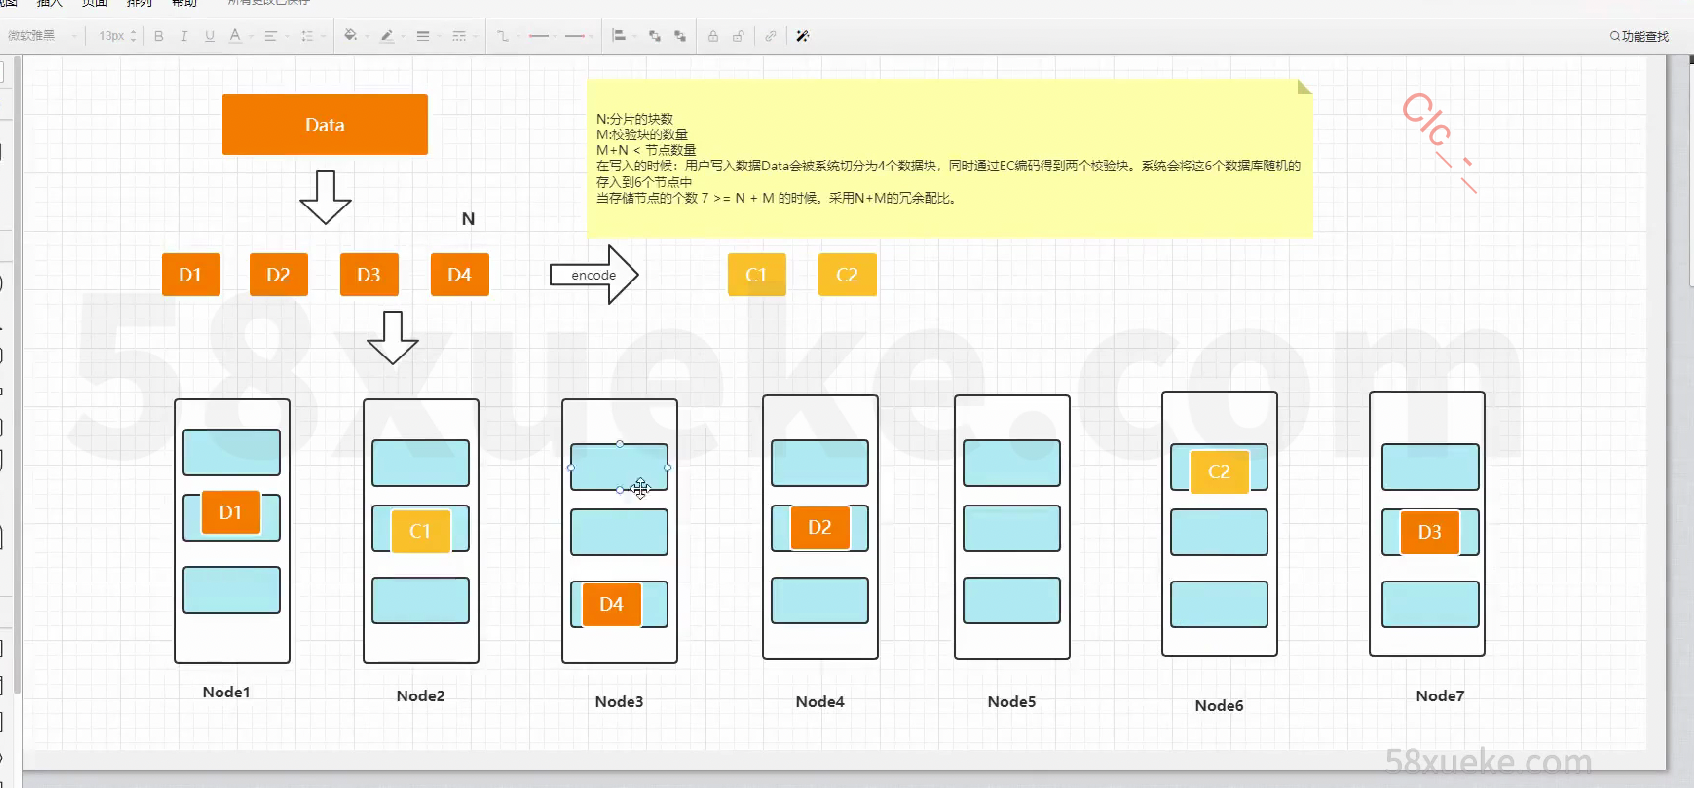 插入 页面 排列 帮助 所有更改已保存
微软雅黑 13px B I U A 功能查找
Data
N:分片的块数
M:校验块的数量
M+N < 节点数量
在写入的时候：用户写入数据Data会被系统切分为4个数据块，同时通过EC编码得到两个校验块。系统会将这6个数据库随机的
存入到6个节点中
当存储节点的个数 7 >= N + M 的时候，采用N+M的冗余配比。
N
D1 D2 D3 D4 encode C1 C2
58xueke.com
C2
D1 C1 D2 D3
D4
Node1 Node2 Node3 Node4 Node5 Node6 Node7
58xueke.com